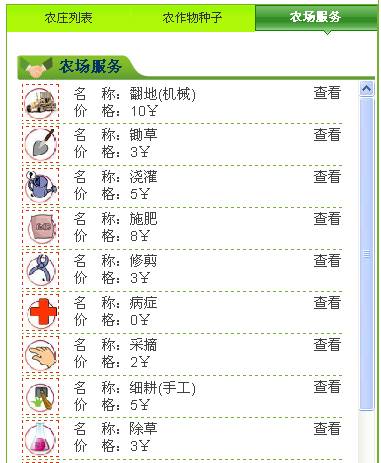 农庄列表 农作物种子 农场服务
农场服务
名 称：翻地(机械) 查看
价 格：10￥
名 称：锄草 查看
价 格：3￥
名 称：浇灌 查看
价 格：5￥
名 称：施肥 查看
价 格：8￥
名 称：修剪 查看
价 格：3￥
名 称：病症 查看
价 格：0￥
名 称：采摘 查看
价 格：2￥
名 称：细耕(手工) 查看
价 格：5￥
名 称：除草 查看
价 格：3￥